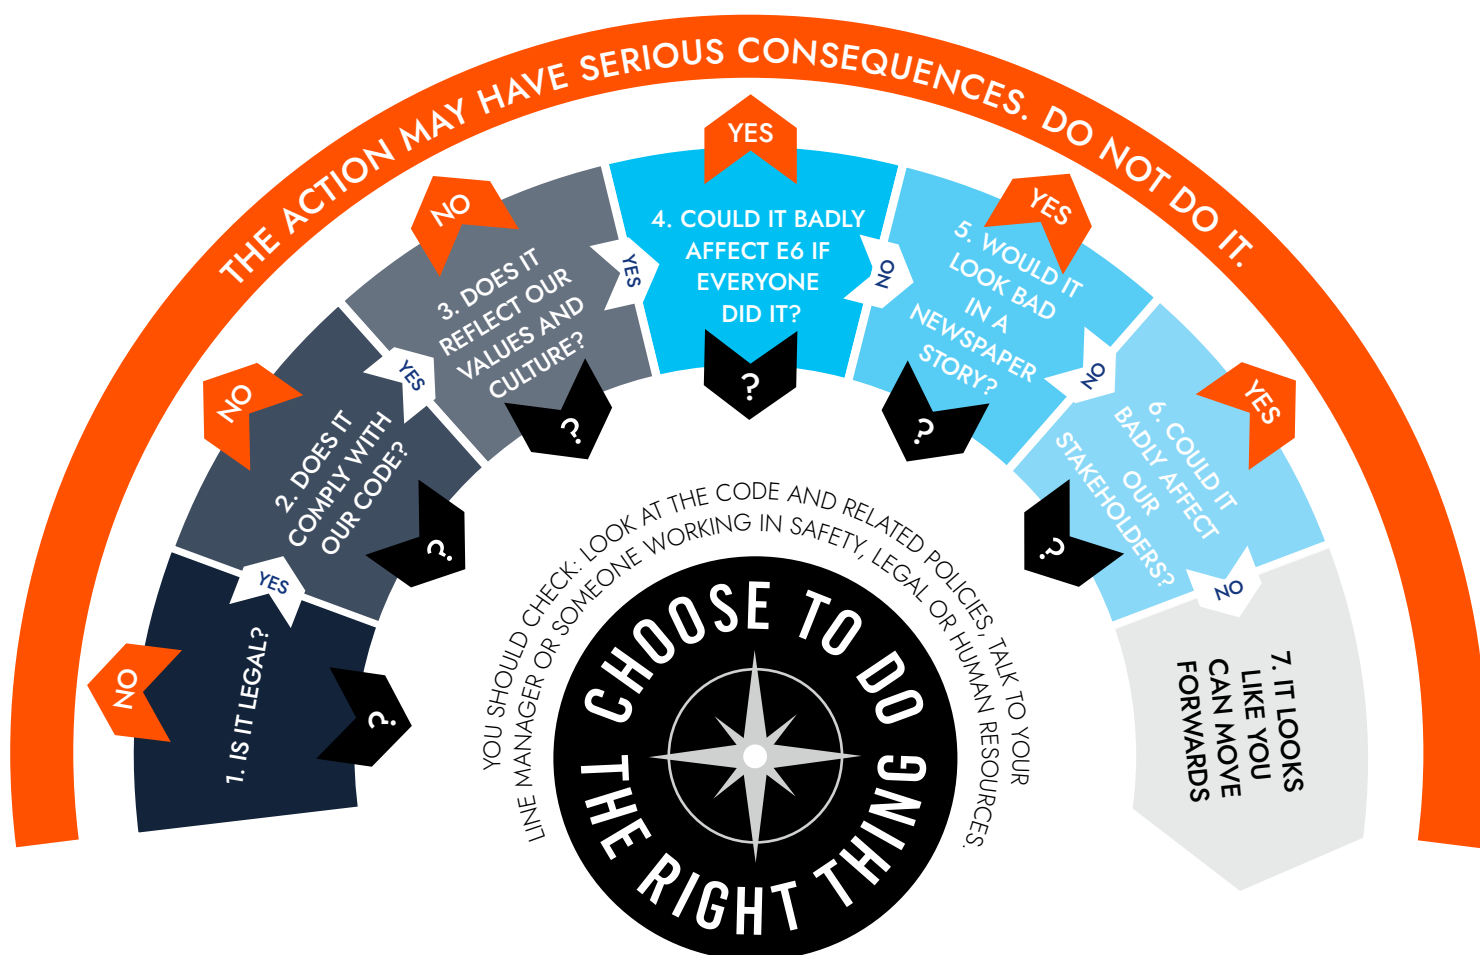 THE ACTION MAY HAVE SERIOUS CONSEQUENCES. DO NOT DO IT.
NO
1. IS IT LEGAL?
?
YES
NO
2. DOES IT
COMPLY WITH
OUR CODE?
?
YES
NO
3. DOES IT
REFLECT OUR
VALUES AND
CULTURE?
?
YES
YES
4. COULD IT BADLY
AFFECT E6 IF
EVERYONE
DID IT?
?
NO
YES
5. WOULD IT
LOOK BAD
IN A
NEWSPAPER
STORY?
?
NO
YES
6. COULD IT
BADLY AFFECT
OUR
STAKEHOLDERS?
?
NO
7. IT LOOKS
LIKE YOU
CAN MOVE
FORWARDS
YOU SHOULD CHECK: LOOK AT THE CODE AND RELATED POLICIES, TALK TO YOUR
LINE MANAGER OR SOMEONE WORKING IN SAFETY, LEGAL OR HUMAN RESOURCES.
CHOOSE TO DO
THE RIGHT THING